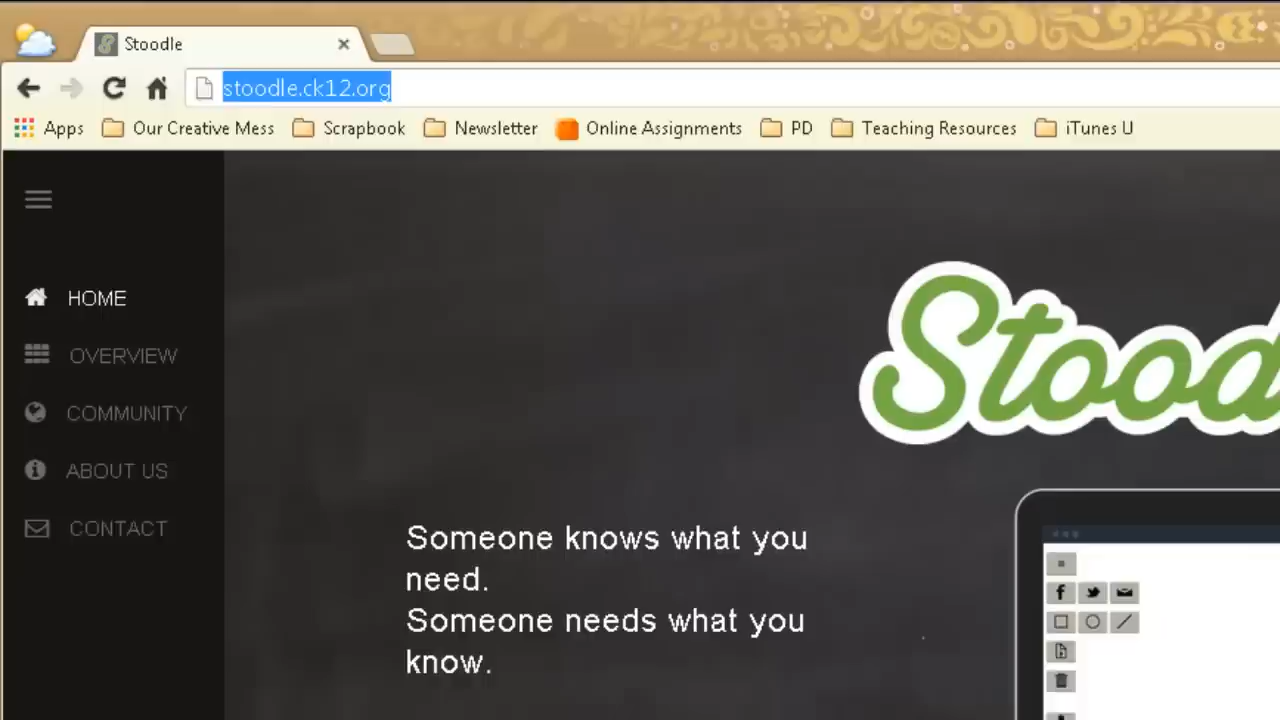 Stoodle
stoodle.ck12.org
Apps Our Creative Mess Scrapbook Newsletter Online Assignments PD Teaching Resources iTunes U
HOME
OVERVIEW
COMMUNITY
ABOUT US
CONTACT
Stood
Someone knows what you
need.
Someone needs what you
know.